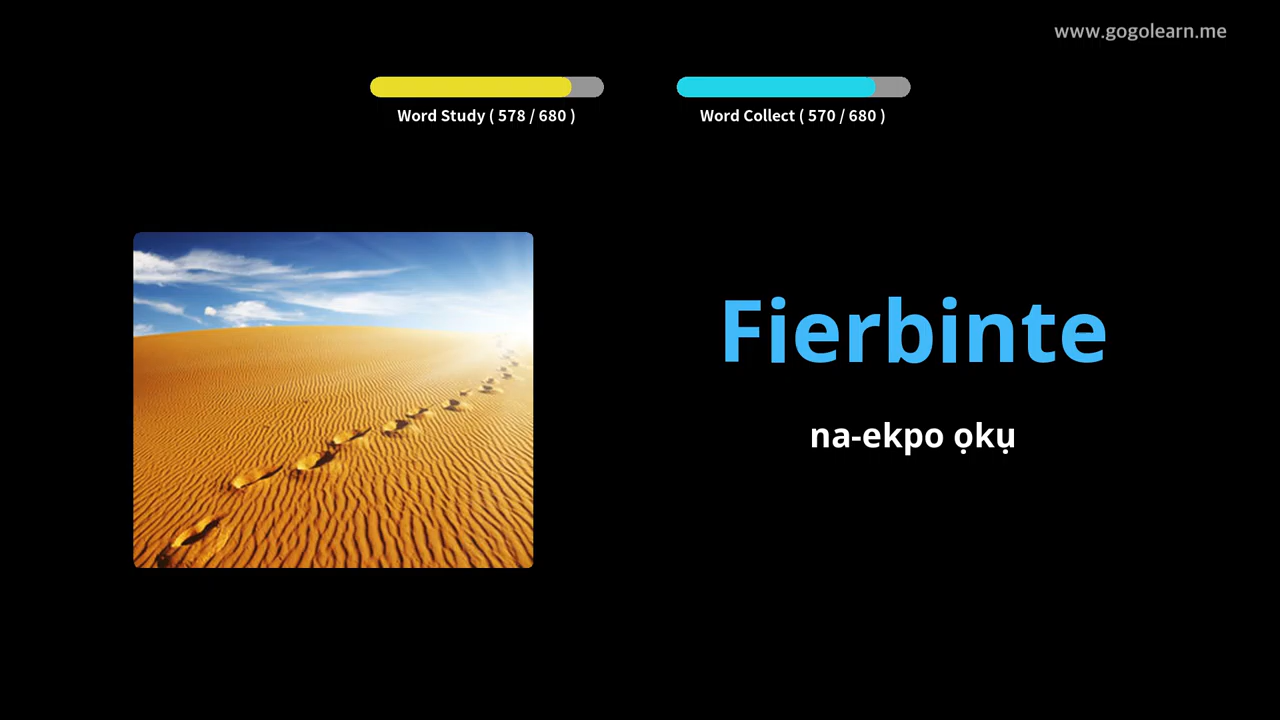 www.gogolearn.me
Word Study ( 578 / 680 )
Word Collect ( 570 / 680 )
Fierbinte
na-ekpo ọkụ